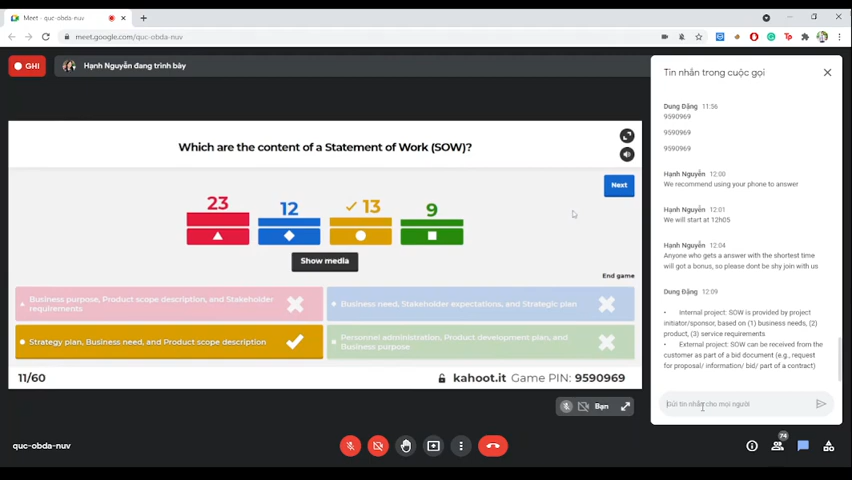 Meet - quc-obda-nuv
meet.google.com/quc-obda-nuv
GHI
Hạnh Nguyễn đang trình bày
Which are the content of a Statement of Work (SOW)?
Next
23
12
13
9
Show media
End game
Business purpose, Product scope description, and Stakeholder
requirements
Business need, Stakeholder expectations, and Strategic plan
Strategy plan, Business need, and Product scope description
Personnel administration, Product development plan, and
Business purpose
11/60
kahoot.it Game PIN: 9590969
Bạn
quc-obda-nuv
Tin nhắn trong cuộc gọi
Dung Đặng 11:56
9590969
9590969
9590969
Hạnh Nguyễn 12:00
We recommend using your phone to answer
Hạnh Nguyễn 12:01
We will start at 12h05
Hạnh Nguyễn 12:04
Anyone who gets a answer with the shortest time
will got a bonus, so please dont be shy join with us
Dung Đặng 12:09
• Internal project: SOW is provided by project
initiator/sponsor, based on (1) business needs, (2)
product, (3) service requirements
• External project: SOW can be received from the
customer as part of a bid document (e.g., request
for proposal/ information/ bid/ part of a contract)
Gửi tin nhắn cho mọi người
74